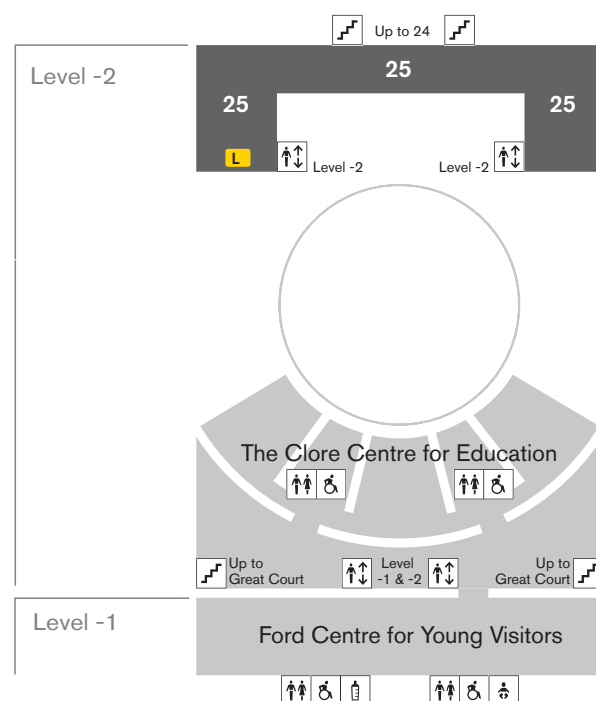 Up to 24
Level -2
25
25
25
L
Level -2
Level -2
The Clore Centre for Education
Up to
Great Court
Level
-1 & -2
Up to
Great Court
Level -1
Ford Centre for Young Visitors